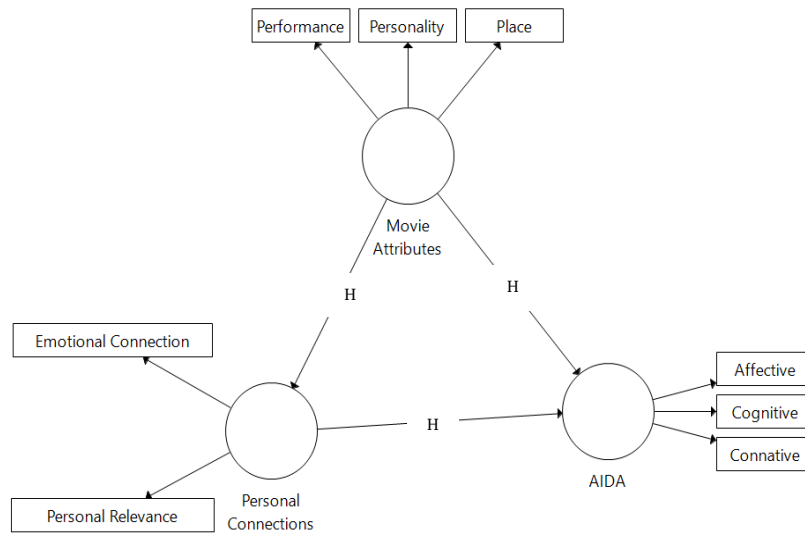 Performance
Personality
Place
Movie
Attributes
H
H
Emotional Connection
Affective
Cognitive
H
Connative
AIDA
Personal
Connections
Personal Relevance